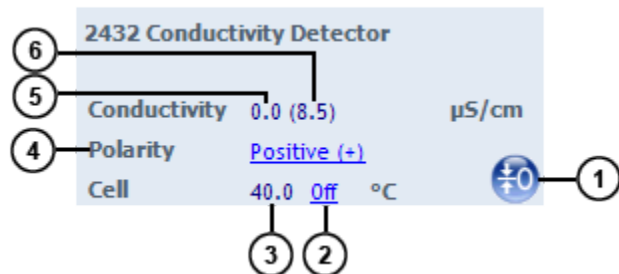 2432 Conductivity Detector
6
5
Conductivity 0.0 (8.5) µS/cm
4
Polarity Positive (+)
Cell 40.0 Off °C
0
1
3
2